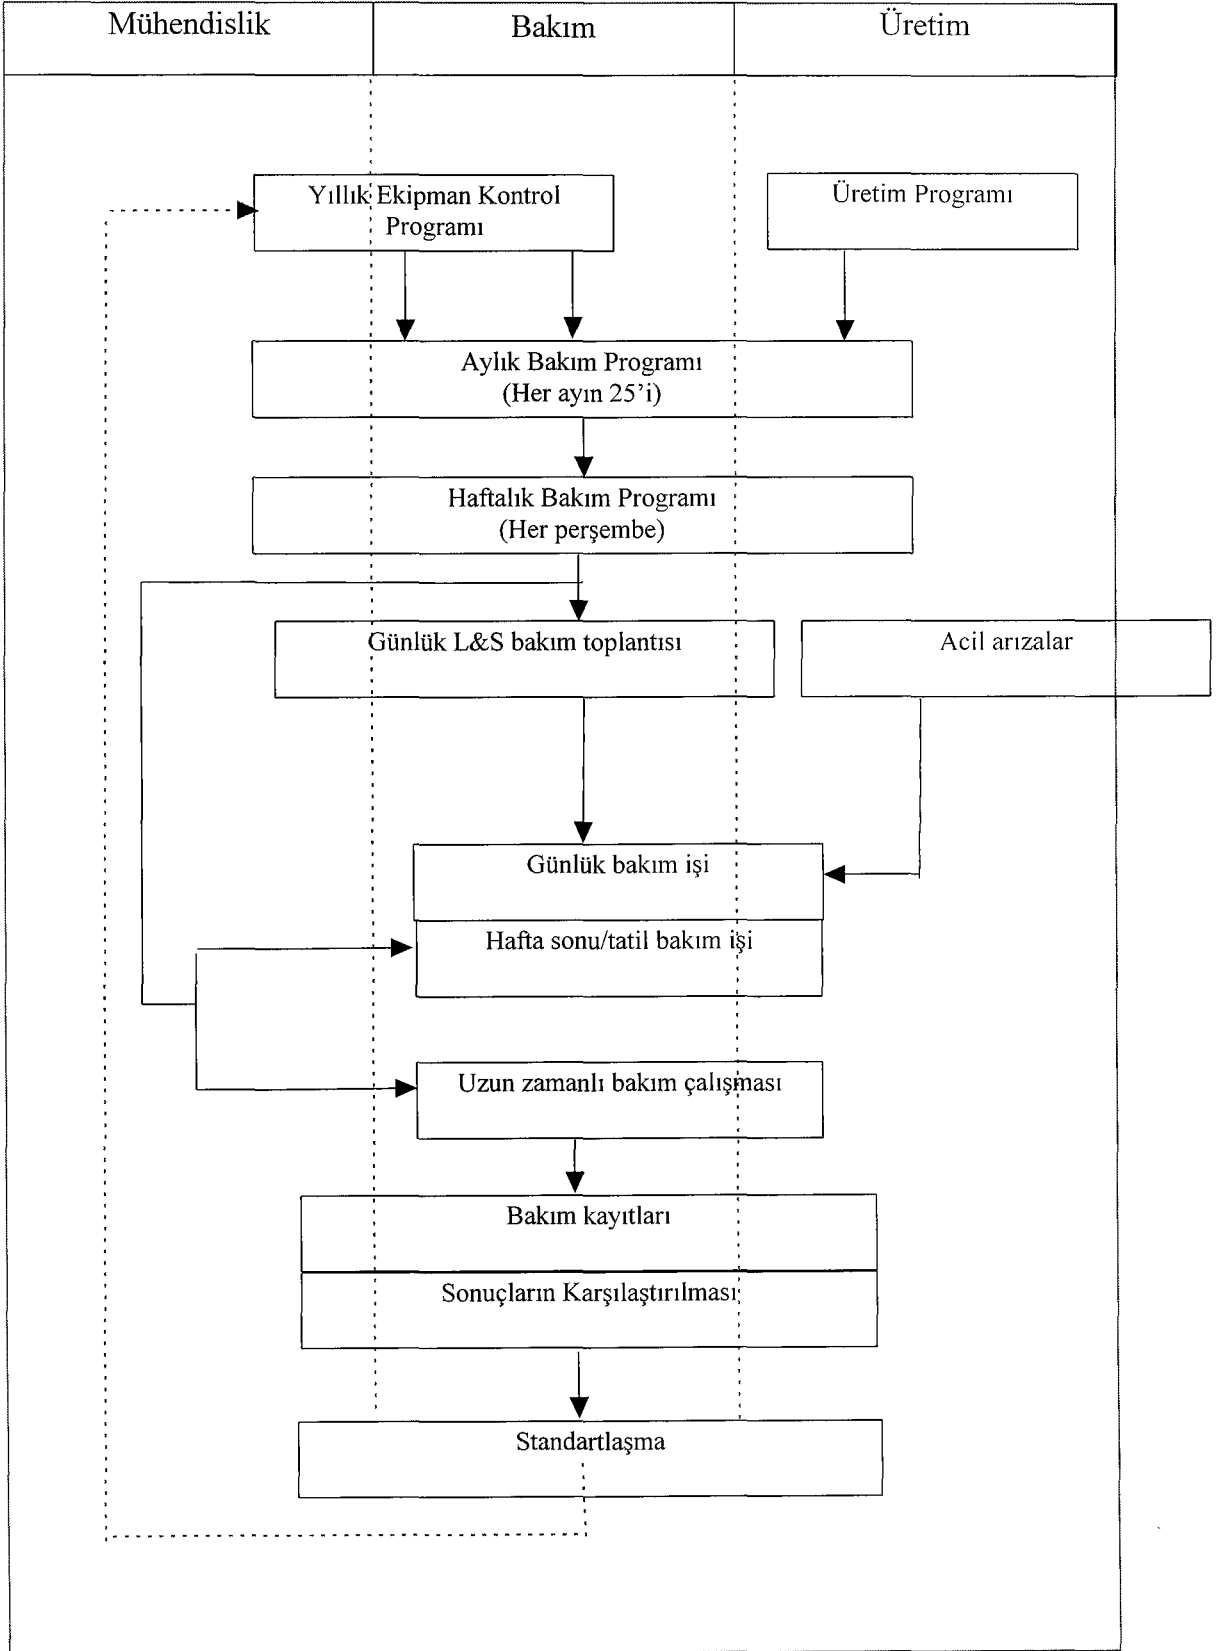 Mühendislik
Bakım
Üretim
Yıllık Ekipman Kontrol
Programı
Üretim Programı
Aylık Bakım Programı
(Her ayın 25’i)
Haftalık Bakım Programı
(Her perşembe)
Günlük L&S bakım toplantısı
Acil arızalar
Günlük bakım işi
Hafta sonu/tatil bakım işi
Uzun zamanlı bakım çalışması
Bakım kayıtları
Sonuçların Karşılaştırılması
Standartlaşma